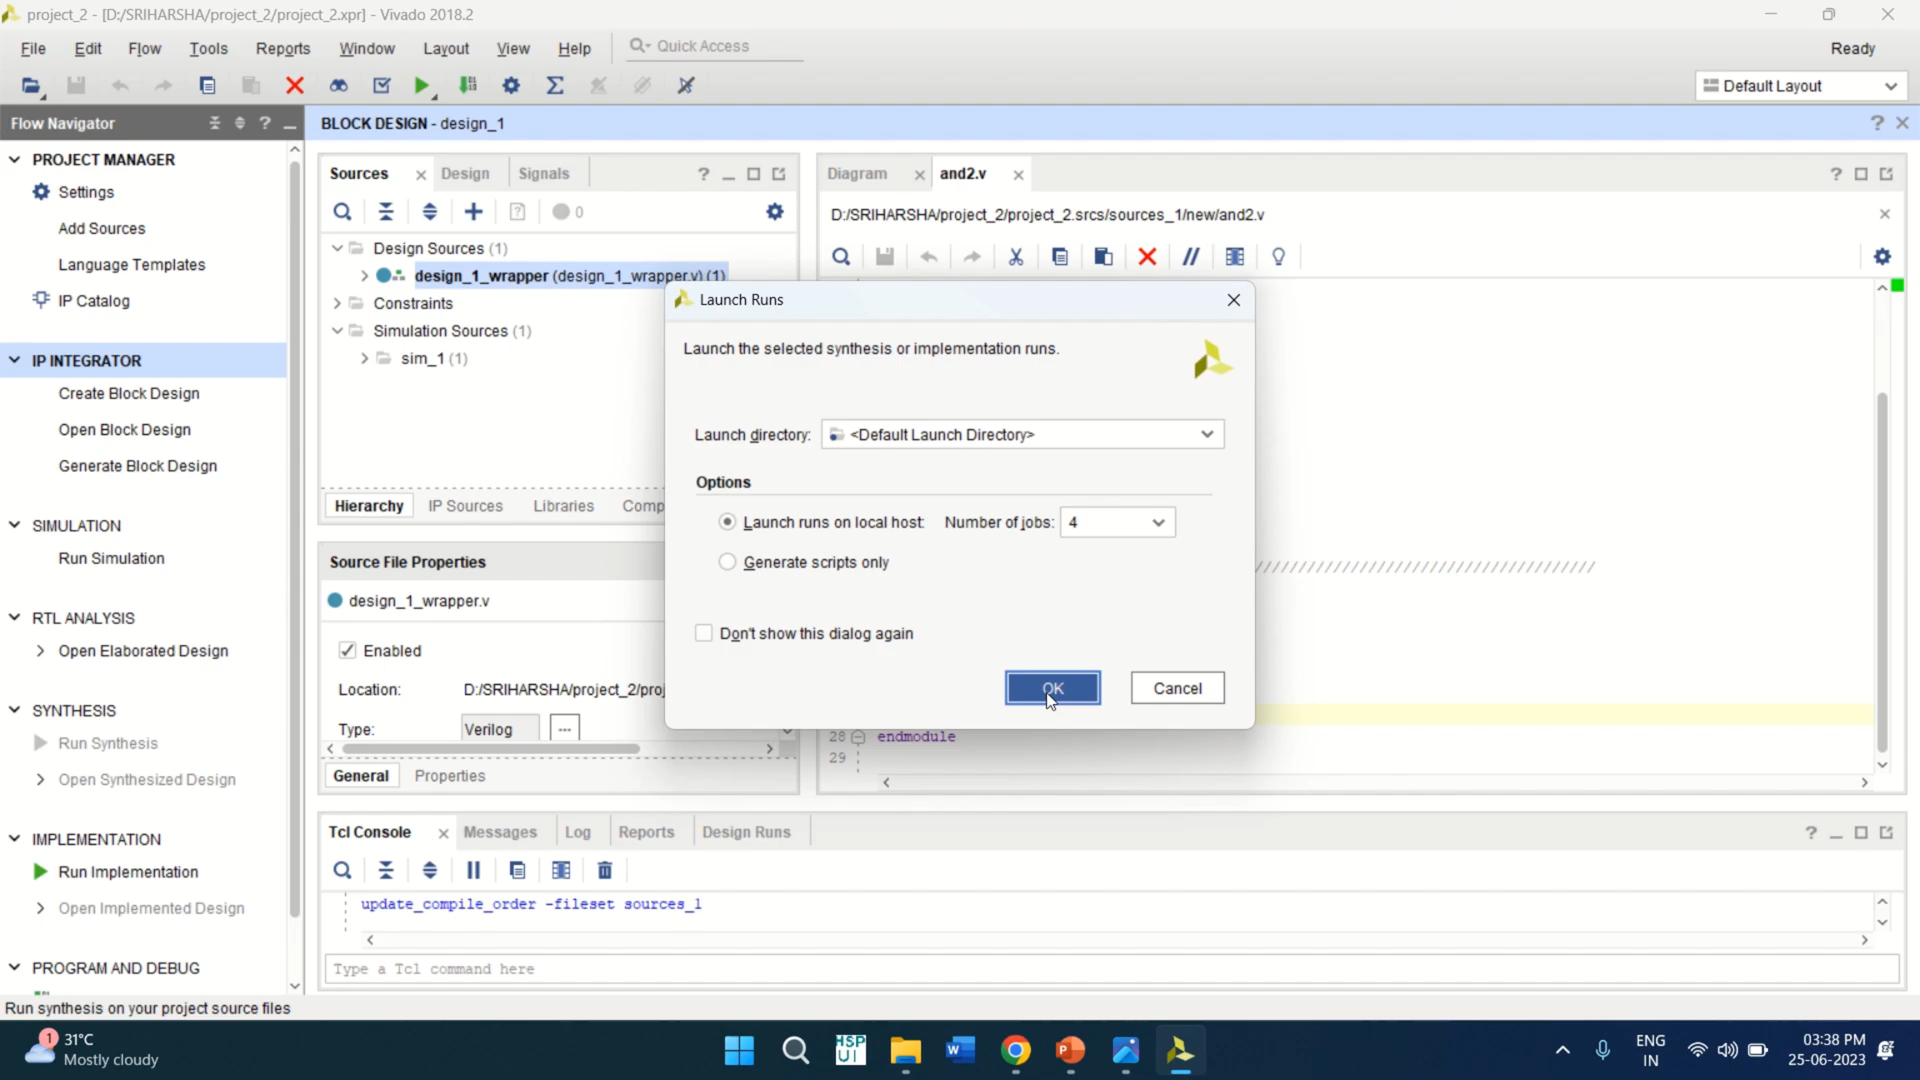 project_2 - [D:/SRIHARSHA/project_2/project_2.xpr] - Vivado 2018.2
File Edit Flow Tools Reports Window Layout View Help Quick Access Ready
Default Layout
Flow Navigator
BLOCK DESIGN - design_1
PROJECT MANAGER
Settings
Add Sources
Language Templates
IP Catalog
IP INTEGRATOR
Create Block Design
Open Block Design
Generate Block Design
SIMULATION
Run Simulation
RTL ANALYSIS
Open Elaborated Design
SYNTHESIS
Run Synthesis
Open Synthesized Design
IMPLEMENTATION
Run Implementation
Open Implemented Design
PROGRAM AND DEBUG
Sources Design Signals
0
Design Sources (1)
design_1_wrapper (design_1_wrapper.v) (1)
Constraints
Simulation Sources (1)
sim_1 (1)
Hierarchy IP Sources Libraries Comp
Source File Properties
design_1_wrapper.v
Enabled
Location: D:/SRIHARSHA/project_2/proj
Type: Verilog ...
General Properties
Diagram and2.v
D:/SRIHARSHA/project_2/project_2.srcs/sources_1/new/and2.v
28 endmodule
29
Launch Runs
Launch the selected synthesis or implementation runs.
Launch directory: <Default Launch Directory>
Options
Launch runs on local host Number of jobs: 4
Generate scripts only
Don't show this dialog again
OK Cancel
Tcl Console Messages Log Reports Design Runs
update_compile_order -fileset sources_1
Type a Tcl command here
Run synthesis on your project source files
1
31°C
Mostly cloudy
HSP
UI
ENG
IN
03:38 PM
25-06-2023